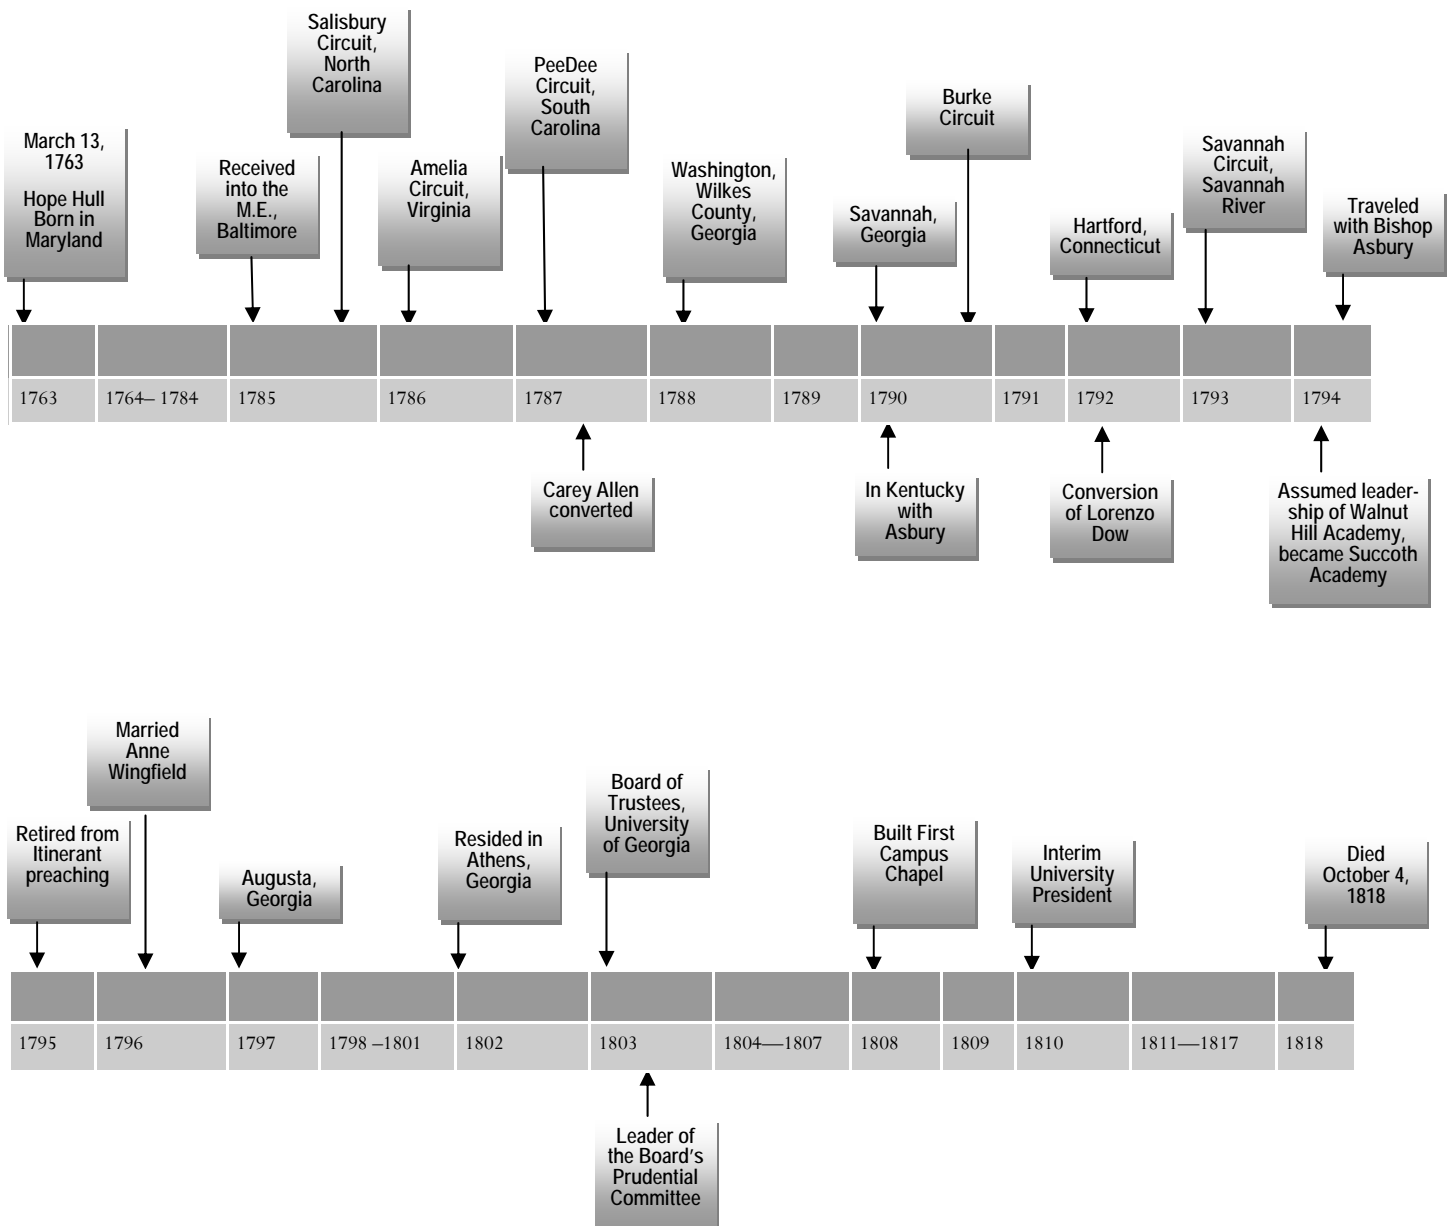 Salisbury
Circuit,
North
Carolina
PeeDee
Circuit,
South
Carolina
Burke
Circuit
March 13,
1763
Hope Hull
Born in
Maryland
Received
into the
M.E.,
Baltimore
Amelia
Circuit,
Virginia
Washington,
Wilkes
County,
Georgia
Savannah,
Georgia
Hartford,
Connecticut
Savannah
Circuit,
Savannah
River
Traveled
with Bishop
Asbury
1763 1764– 1784 1785 1786 1787 1788 1789 1790 1791 1792 1793 1794
Carey Allen
converted
In Kentucky
with
Asbury
Conversion
of Lorenzo
Dow
Assumed leader-
ship of Walnut
Hill Academy,
became Succoth
Academy
Retired from
Itinerant
preaching
Married
Anne
Wingfield
Augusta,
Georgia
Resided in
Athens,
Georgia
Board of
Trustees,
University
of Georgia
Built First
Campus
Chapel
Interim
University
President
Died
October 4,
1818
1795 1796 1797 1798 –1801 1802 1803 1804—1807 1808 1809 1810 1811—1817 1818
Leader of
the Board's
Prudential
Committee